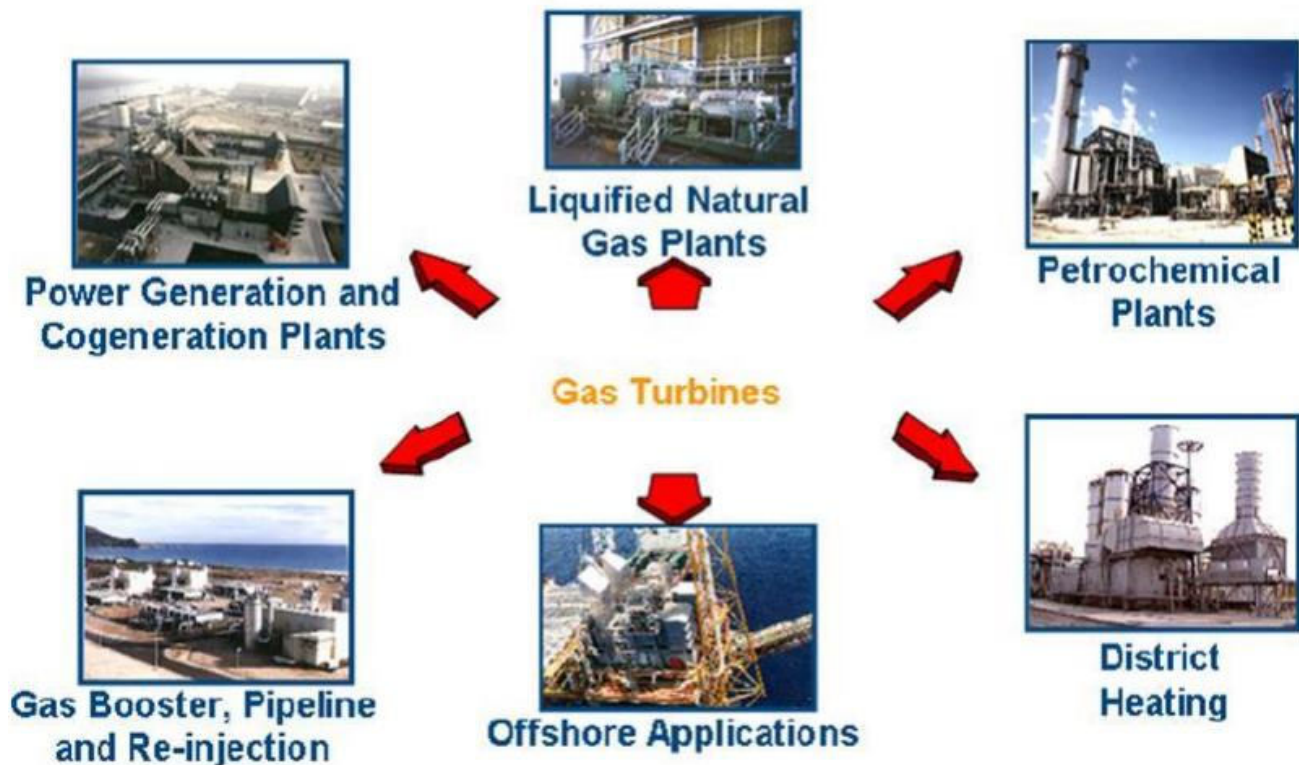 Liquified Natural
Gas Plants
Power Generation and
Cogeneration Plants
Petrochemical
Plants
Gas Turbines
Gas Booster, Pipeline
and Re-injection
Offshore Applications
District
Heating